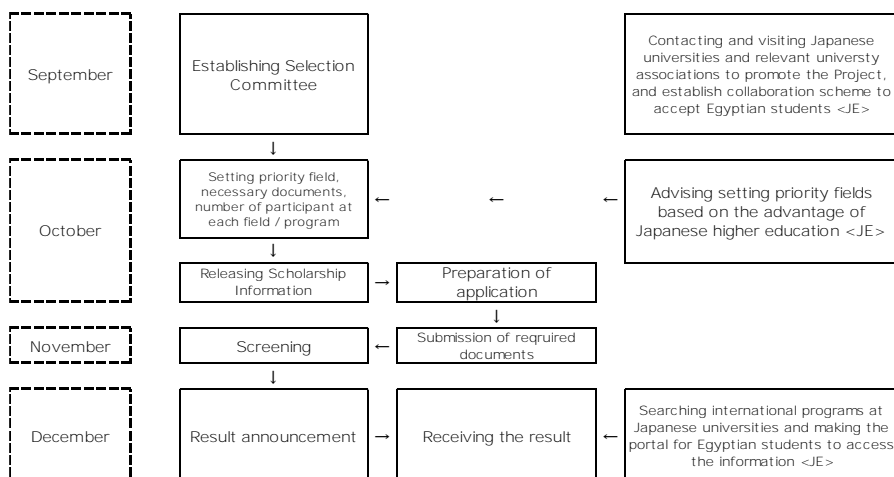 September
Establishing Selection
Committee
Contacting and visiting Japanese
universities and relevant universty
associations to promote the Project,
and establish collaboration scheme to
accept Egyptian students <JE>
↓
October
Setting priority field,
necessary documents,
number of participant at
each field / program
← ← ←
Advising setting priority fields
based on the advantage of
Japanese higher education <JE>
↓
Releasing Scholarship
Information
→
Preparation of
application
↓
November
Screening
←
Submission of reqruired
documents
↓
December
Result announcement
→
Receiving the result
←
Searching international programs at
Japanese universities and making the
portal for Egyptian students to access
the information <JE>